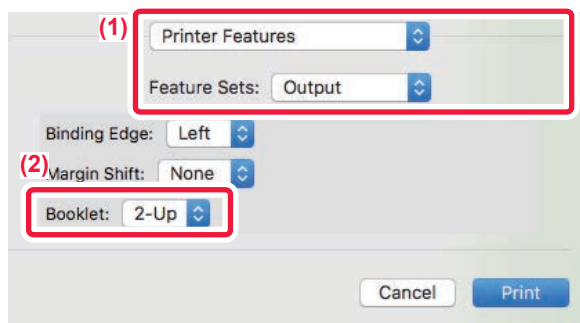 (1)
Printer Features
Feature Sets: Output
Binding Edge: Left
(2)
Margin Shift: None
Booklet: 2-Up
Cancel Print